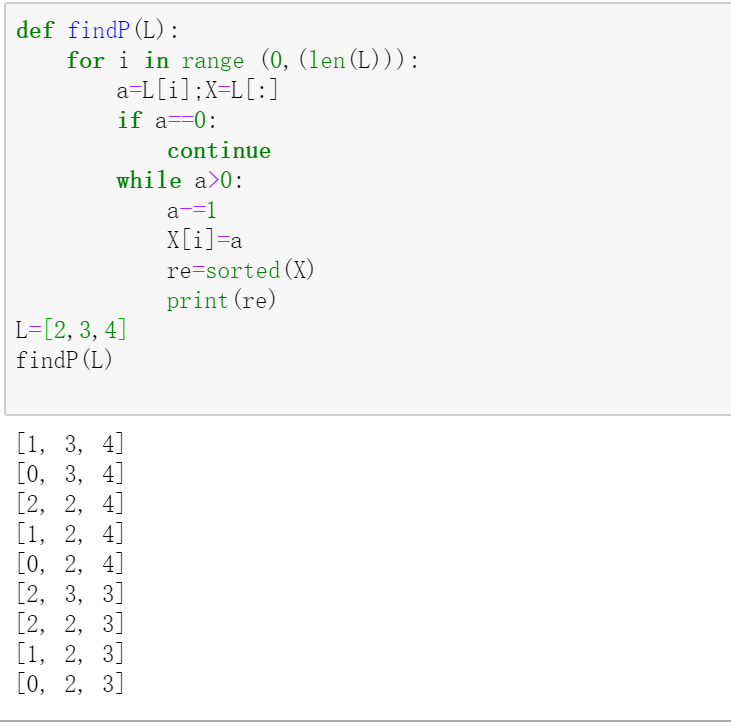 def findP(L):
    for i in range (0,(len(L))):
        a=L[i];X=L[:]
        if a==0:
            continue
        while a>0:
            a-=1
            X[i]=a
            re=sorted(X)
            print(re)
L=[2,3,4]
findP(L)
[1, 3, 4]
[0, 3, 4]
[2, 2, 4]
[1, 2, 4]
[0, 2, 4]
[2, 3, 3]
[2, 2, 3]
[1, 2, 3]
[0, 2, 3]